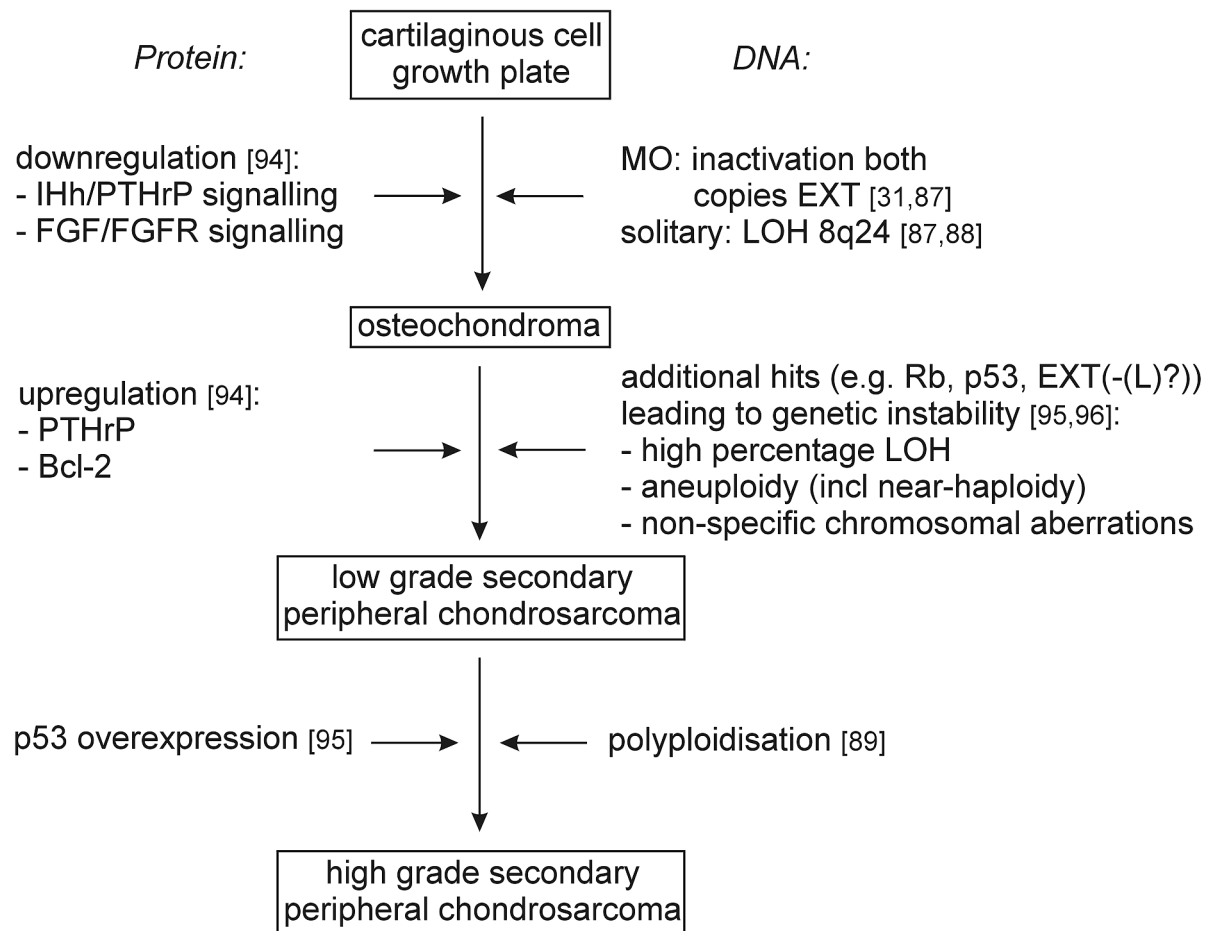 Protein:
cartilaginous cell
growth plate
DNA:
downregulation [94]:
- IHh/PTHrP signalling
- FGF/FGFR signalling
MO: inactivation both
copies EXT [31,87]
solitary: LOH 8q24 [87,88]
osteochondroma
upregulation [94]:
- PTHrP
- Bcl-2
additional hits (e.g. Rb, p53, EXT(-(L)?))
leading to genetic instability [95,96]:
- high percentage LOH
- aneuploidy (incl near-haploidy)
- non-specific chromosomal aberrations
low grade secondary
peripheral chondrosarcoma
p53 overexpression [95]
polyploidisation [89]
high grade secondary
peripheral chondrosarcoma